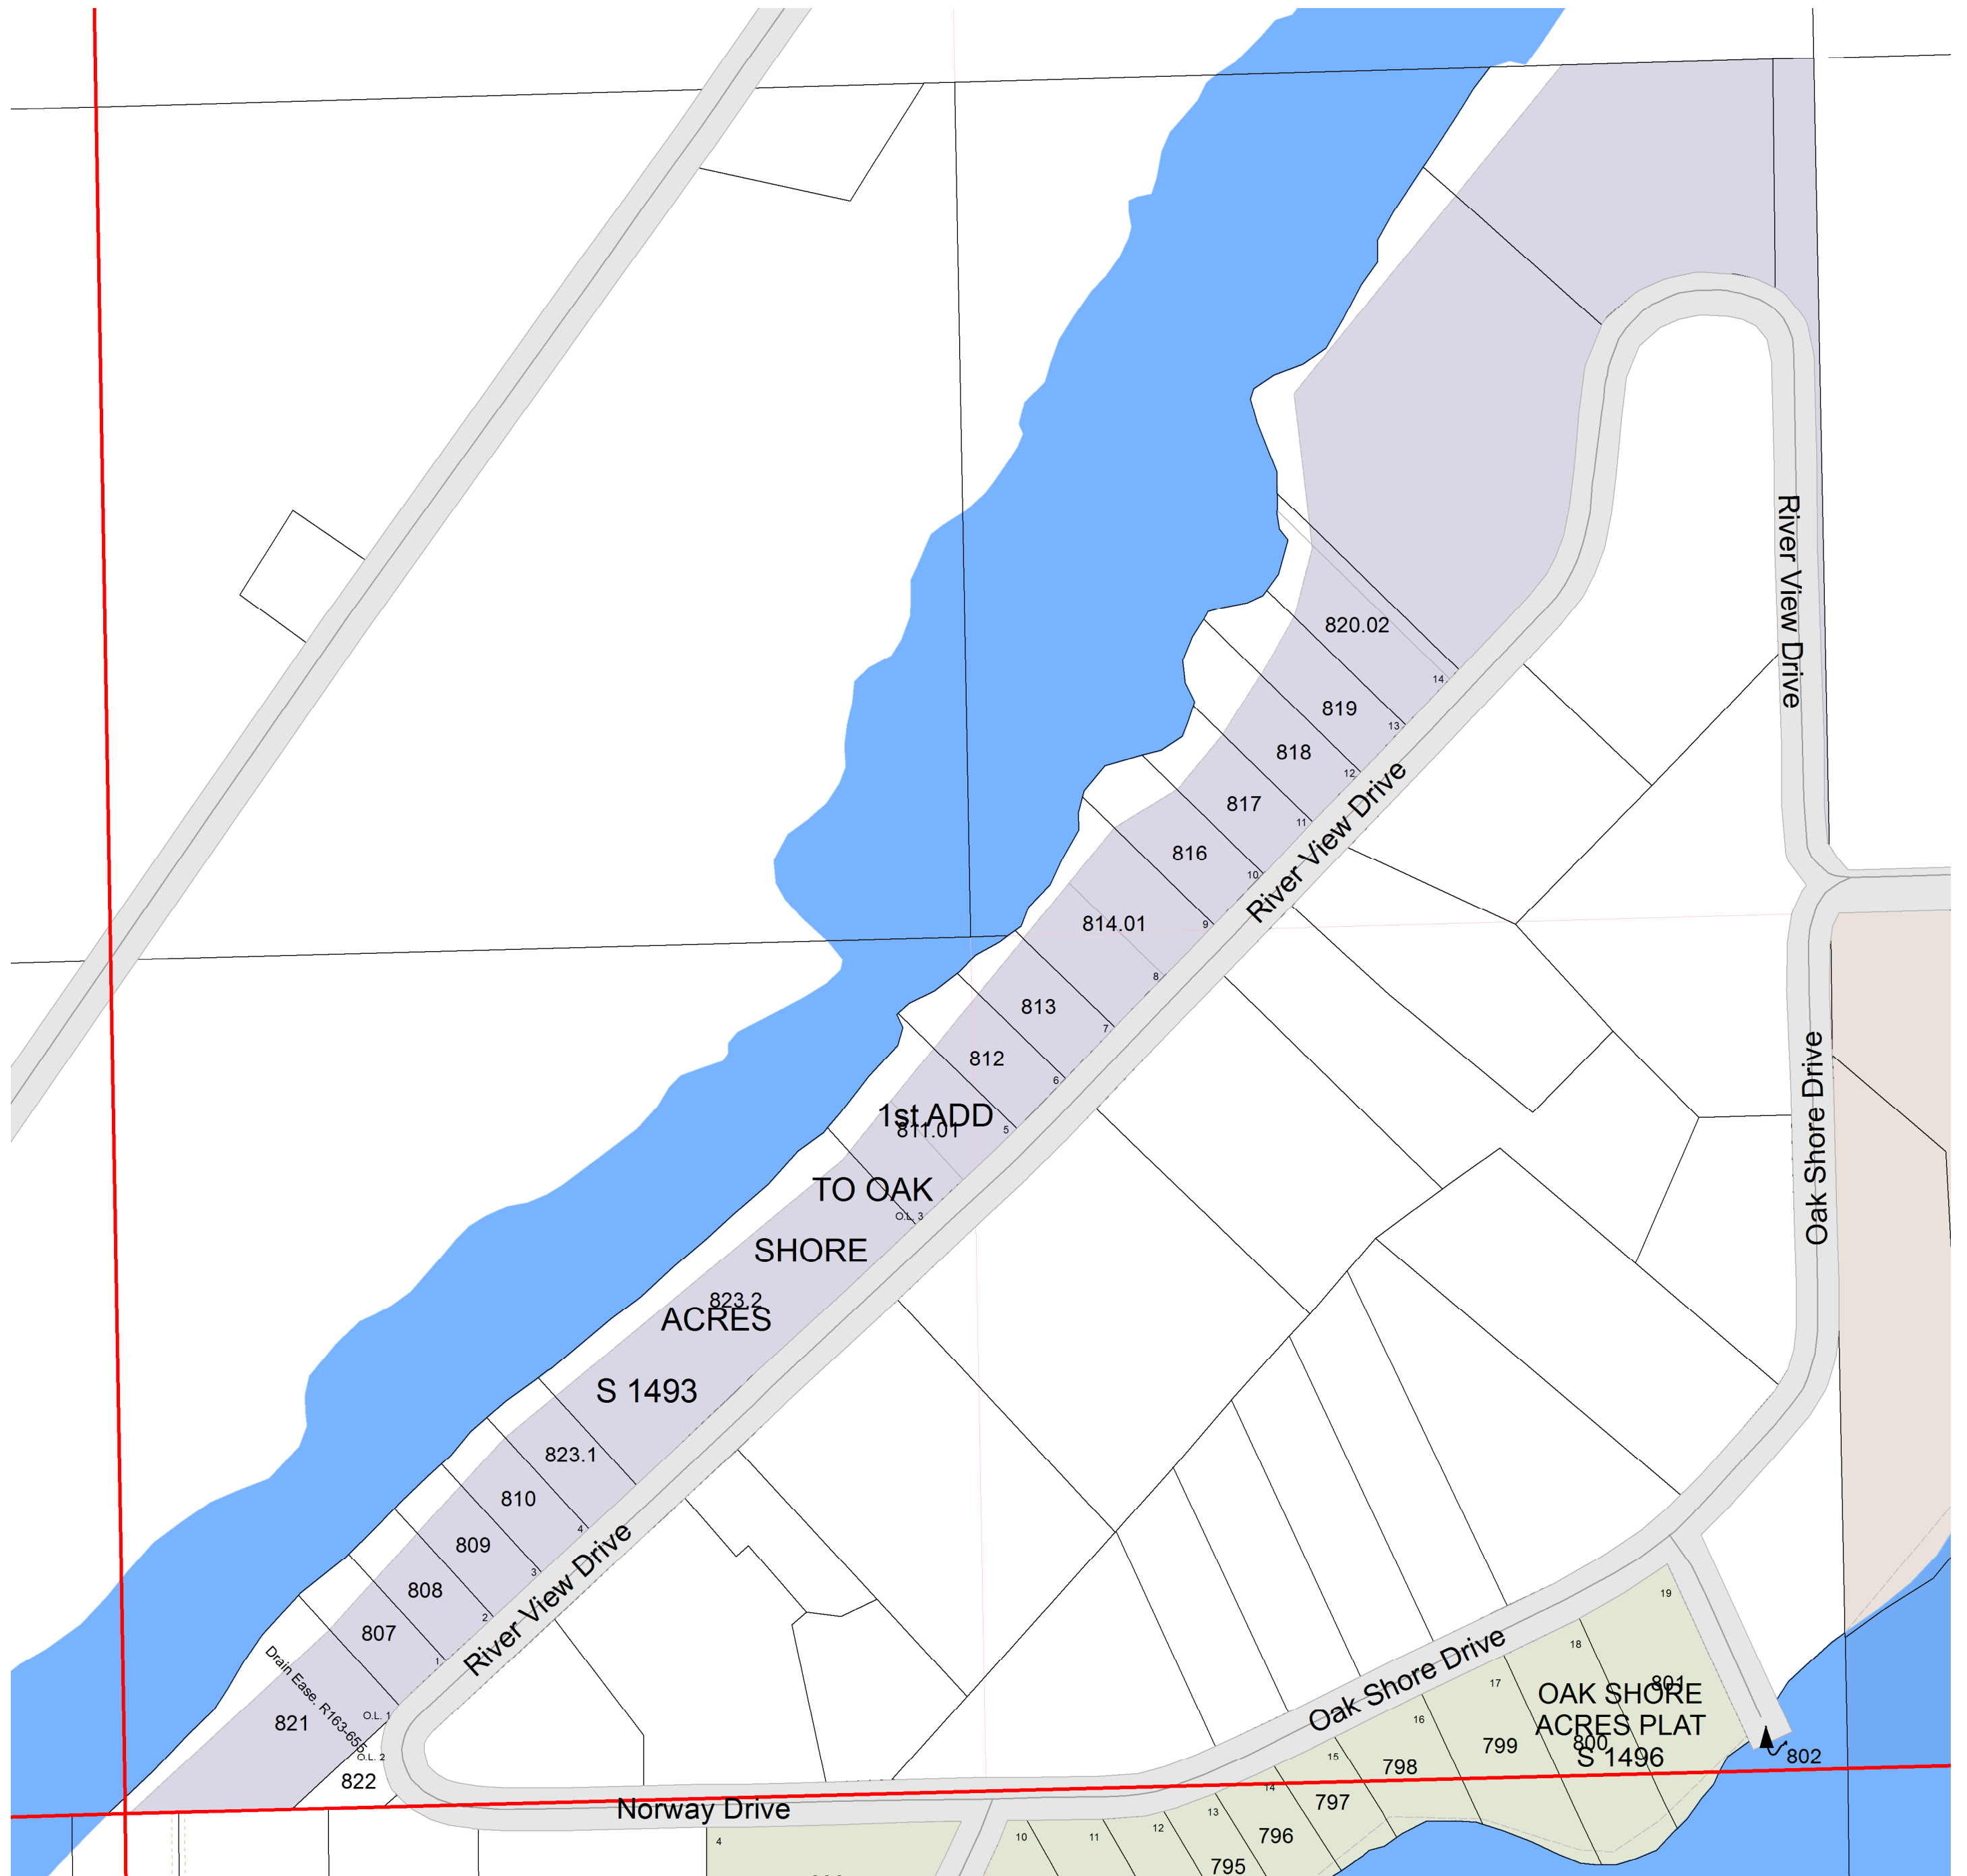 820.02
14
819
13
818
12
River View Drive
817
11
River View Drive
816
10
814.01
9
8
813
7
812
6
1st ADD
811.01
5
TO OAK
O.L. 3
SHORE
823.2
ACRES
S 1493
Oak Shore Drive
823.1
810
4
809
3
808
2
River View Drive
807
1
Drain Ease. R163-655
821
O.L. 1
O.L. 2
822
Norway Drive
Oak Shore Drive
19
18
801
17
OAK SHORE
ACRES PLAT
800
S 1496
16
799
802
15
798
14
797
13
796
12
795
11
10
4